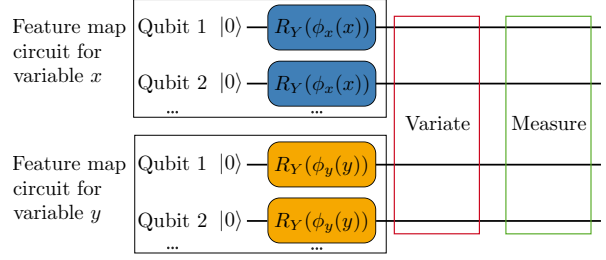 Feature map
circuit for
variable x
Qubit 1 |0⟩ R_Y(ϕ_x(x))
Qubit 2 |0⟩ R_Y(ϕ_x(x))
... ...
Variate Measure
Feature map
circuit for
variable y
Qubit 1 |0⟩ R_Y(ϕ_y(y))
Qubit 2 |0⟩ R_Y(ϕ_y(y))
... ...